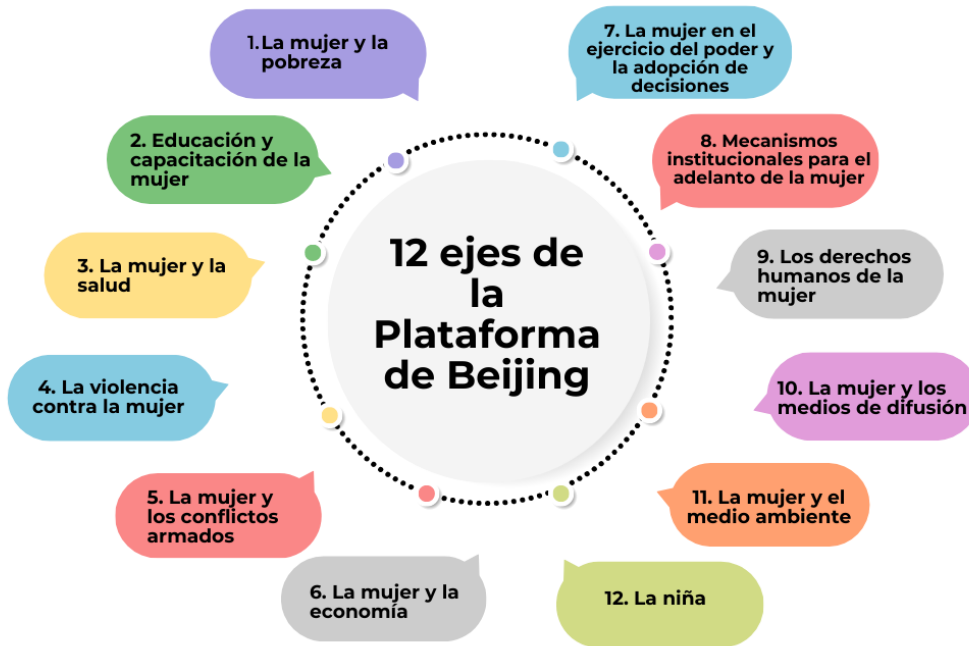 1.La mujer y la
pobreza
2. Educación y
capacitación de la
mujer
3. La mujer y la
salud
4. La violencia
contra la mujer
5. La mujer y
los conflictos
armados
6. La mujer y la
economía
12 ejes de
la
Plataforma
de Beijing
7. La mujer en el
ejercicio del poder y
la adopción de
decisiones
8. Mecanismos
institucionales para el
adelanto de la mujer
9. Los derechos
humanos de la
mujer
10. La mujer y los
medios de difusión
11. La mujer y el
medio ambiente
12. La niña